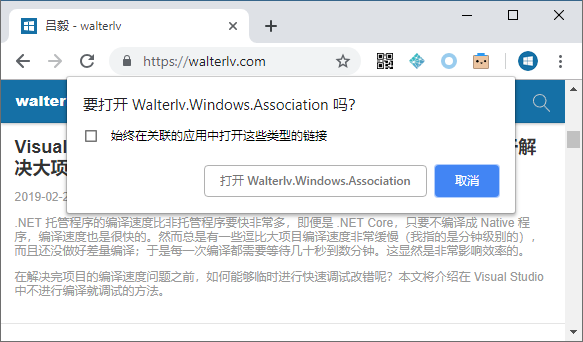 吕毅 - walterlv
https://walterlv.com
walter
要打开 Walterlv.Windows.Association 吗?
始终在关联的应用中打开这些类型的链接
打开 Walterlv.Windows.Association
取消
Visual
解
决大项
2019-02-2
.NET 托管程序的编译速度比非托管程序要快非常多，即便是 .NET Core，只要不编译成 Native 程
序，编译速度也是很快的。然而总是有一些逗比大项目编译速度非常缓慢（我指的是分钟级别的），
而且还没做好差量编译；于是每一次编译都需要等待几十秒到数分钟。这显然是非常影响效率的。
在解决完项目的编译速度问题之前，如何能够临时进行快速调试改错呢？本文将介绍在 Visual Studio
中不进行编译就调试的方法。